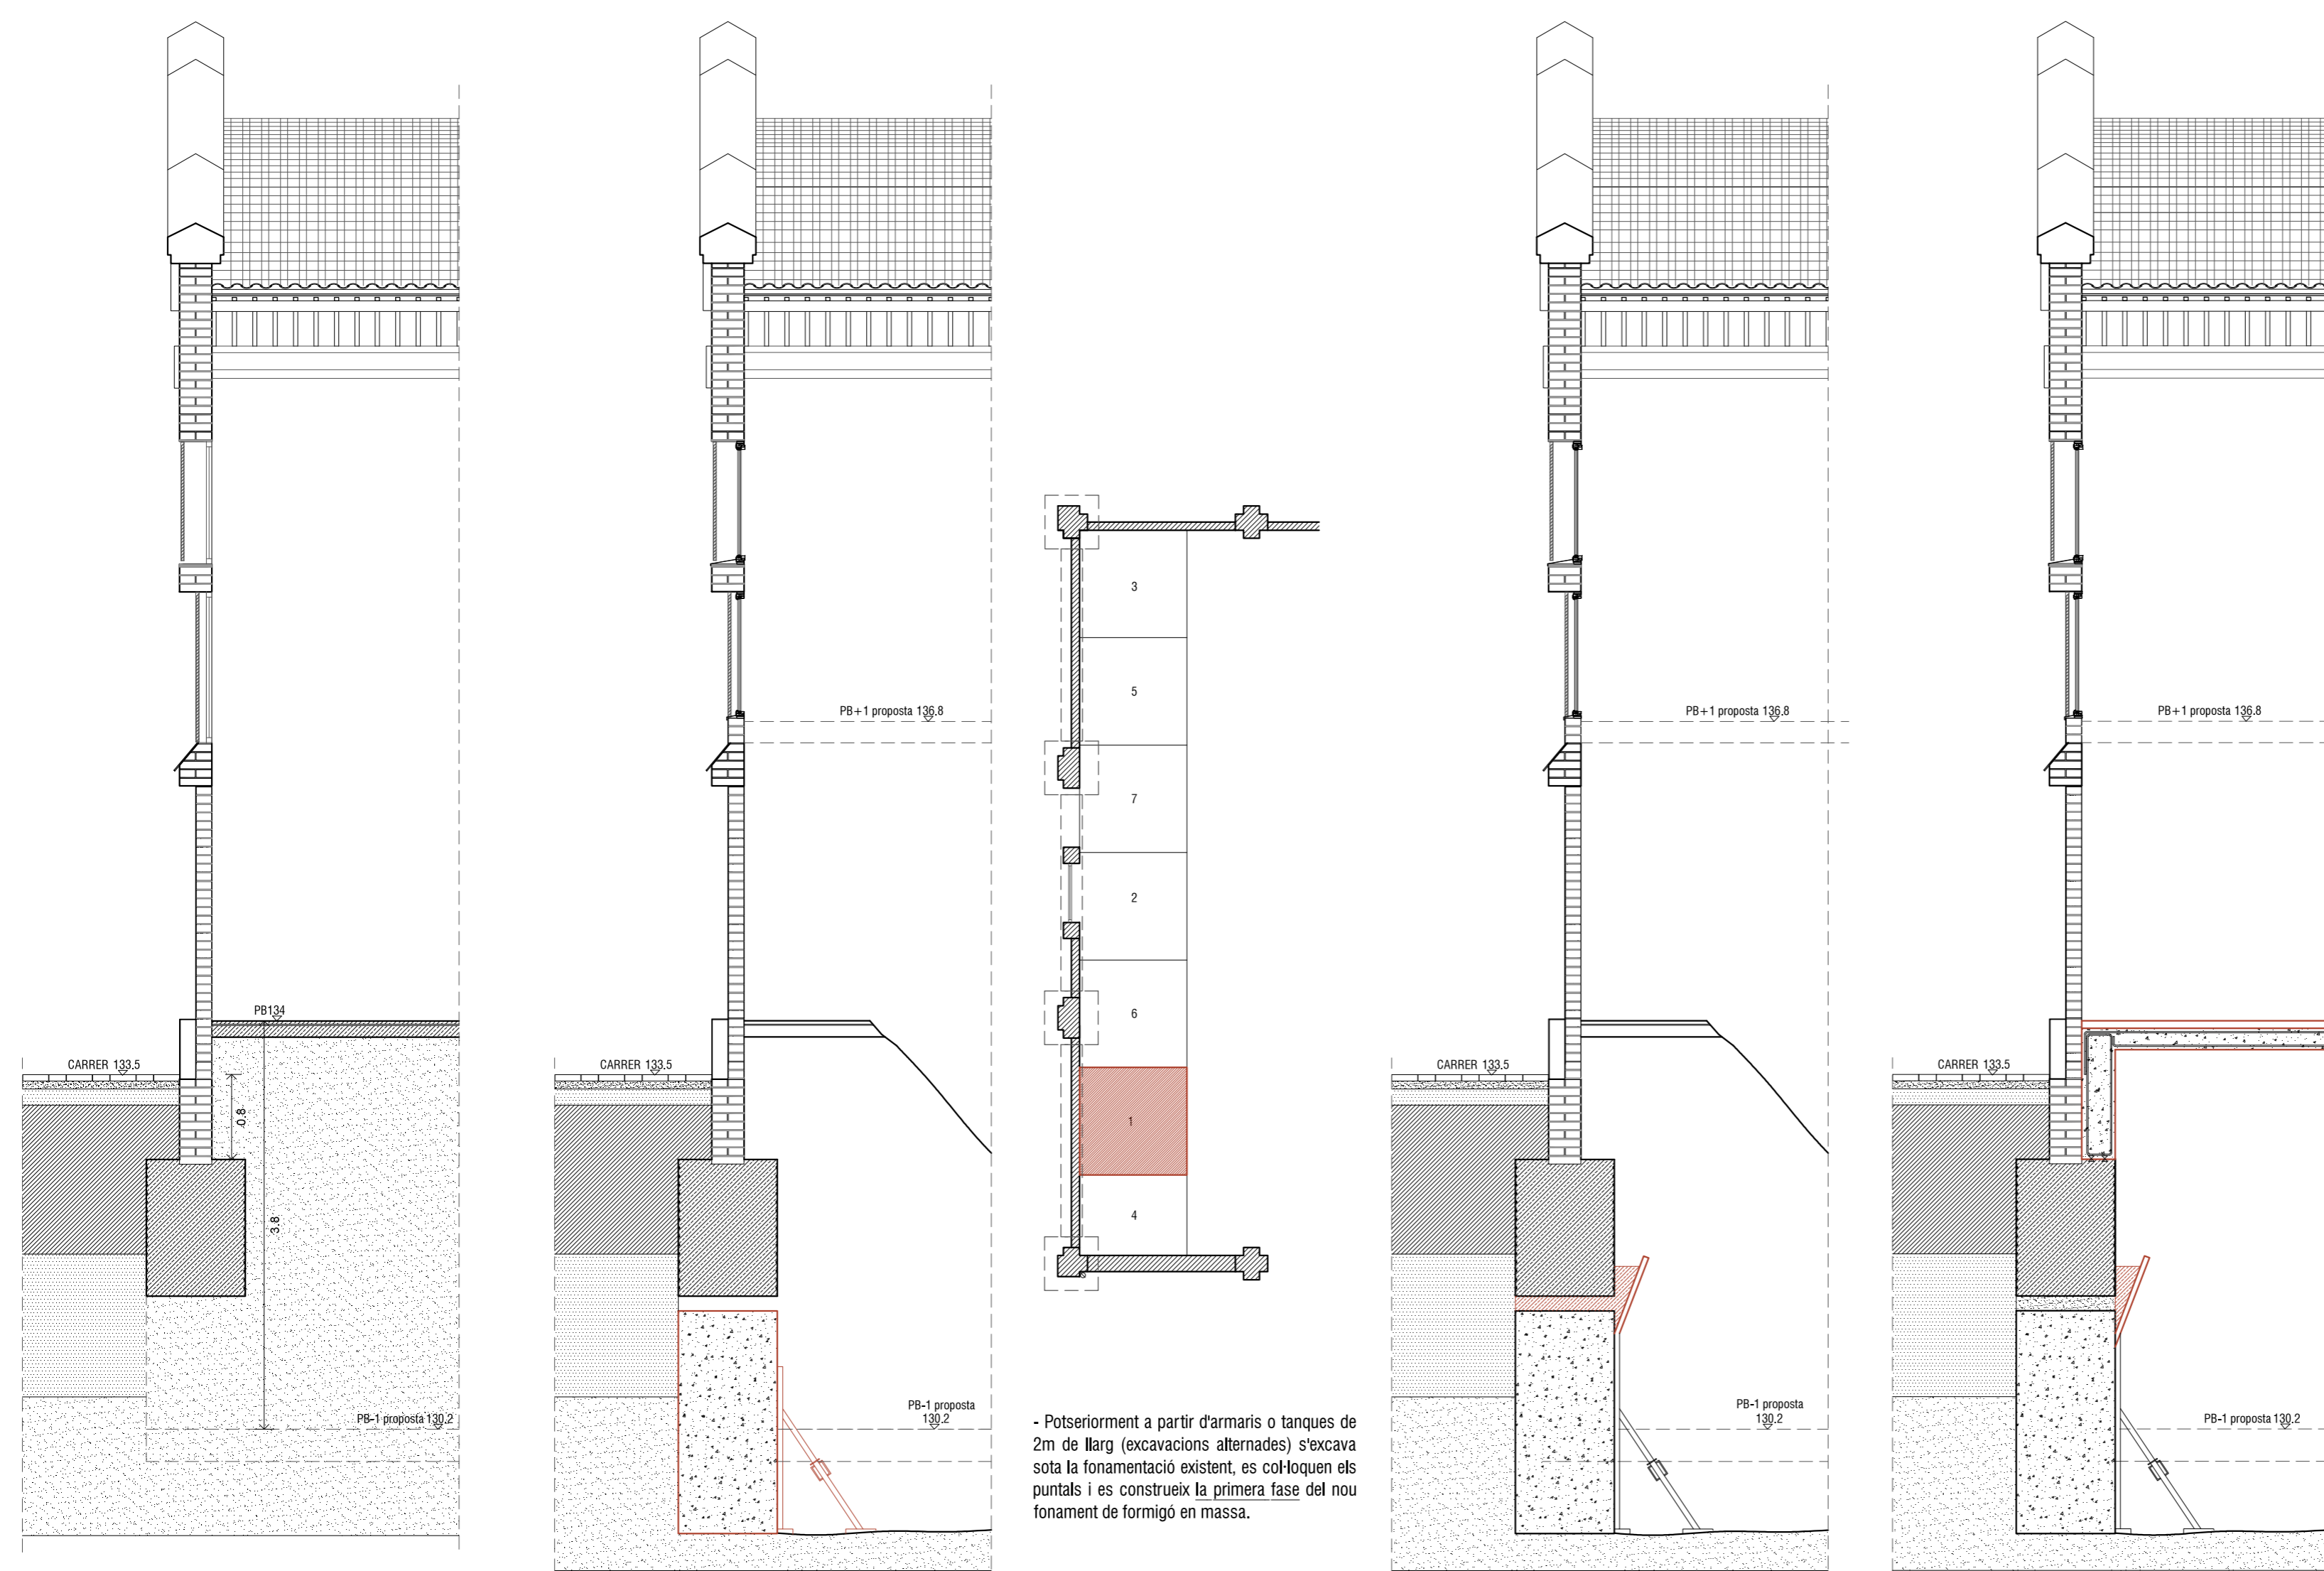 PB134
CARRER 133.5
0.8
3.8
PB-1 proposta 130.2
PB+1 proposta 136.8
CARRER 133.5
PB-1 proposta
130.2
3
5
7
2
6
1
4
- Potseriorment a partir d'armaris o tanques de
2m de llarg (excavacions alternades) s'excava
sota la fonamentació existent, es col·loquen els
puntals i es construeix la primera fase del nou
fonament de formigó en massa.
PB+1 proposta 136.8
CARRER 133.5
PB-1 proposta
130.2
PB+1 proposta 136.8
CARRER 133.5
PB-1 proposta 130.2